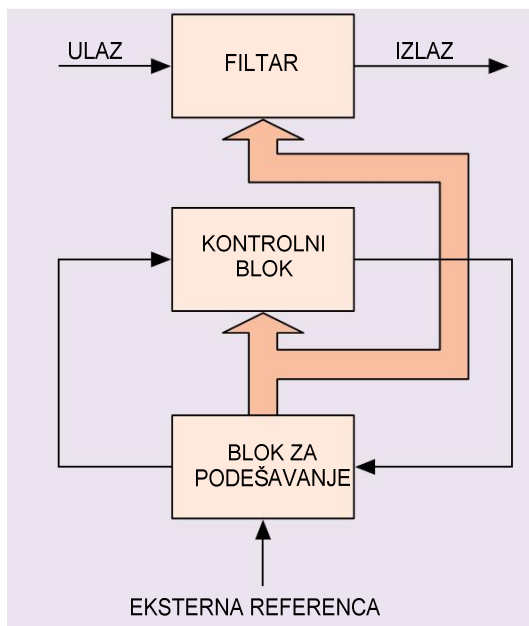 ULAZ
FILTAR
IZLAZ
KONTROLNI
BLOK
BLOK ZA
PODEŠAVANJE
EKSTERNA REFERENCA